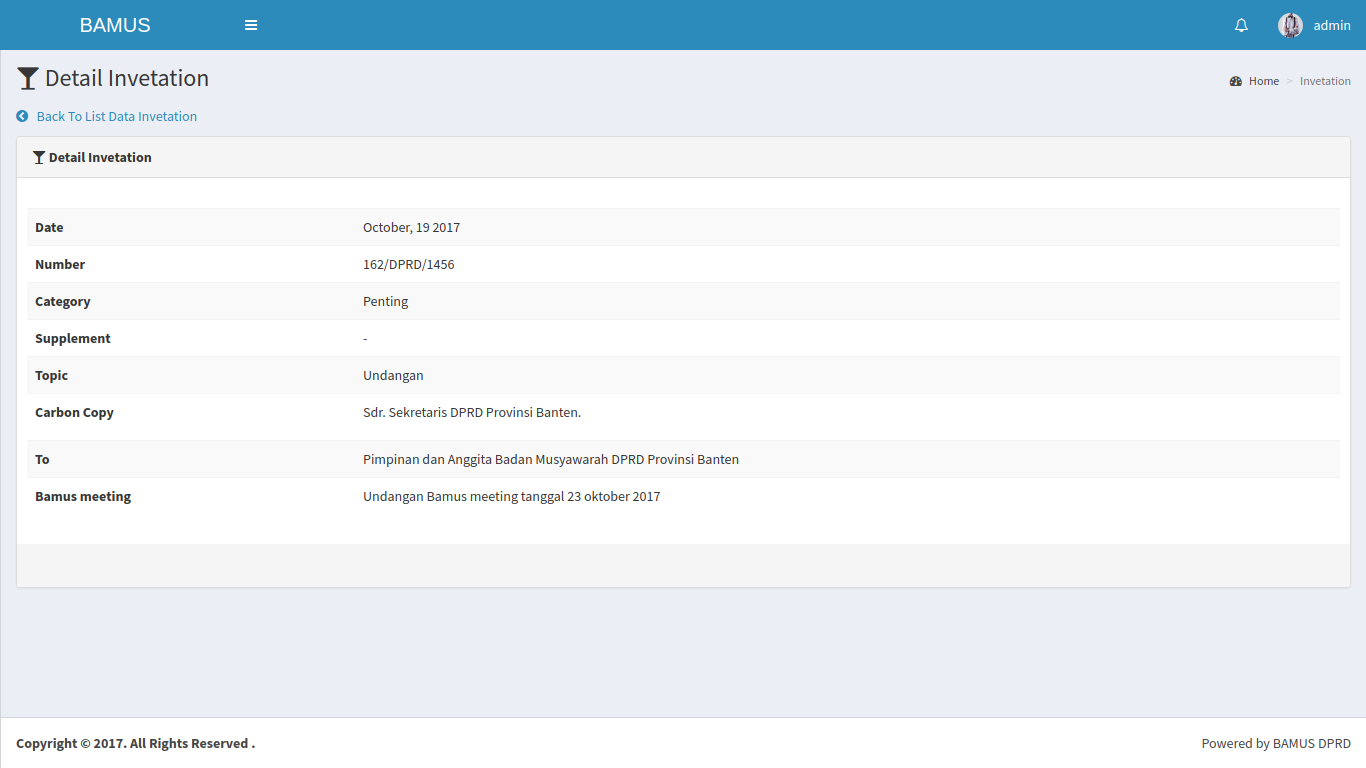 BAMUS
admin
Detail Invetation
Home > Invetation
Back To List Data Invetation
Detail Invetation
Date October, 19 2017
Number 162/DPRD/1456
Category Penting
Supplement -
Topic Undangan
Carbon Copy Sdr. Sekretaris DPRD Provinsi Banten.
To Pimpinan dan Anggita Badan Musyawarah DPRD Provinsi Banten
Bamus meeting Undangan Bamus meeting tanggal 23 oktober 2017
Copyright © 2017. All Rights Reserved .
Powered by BAMUS DPRD